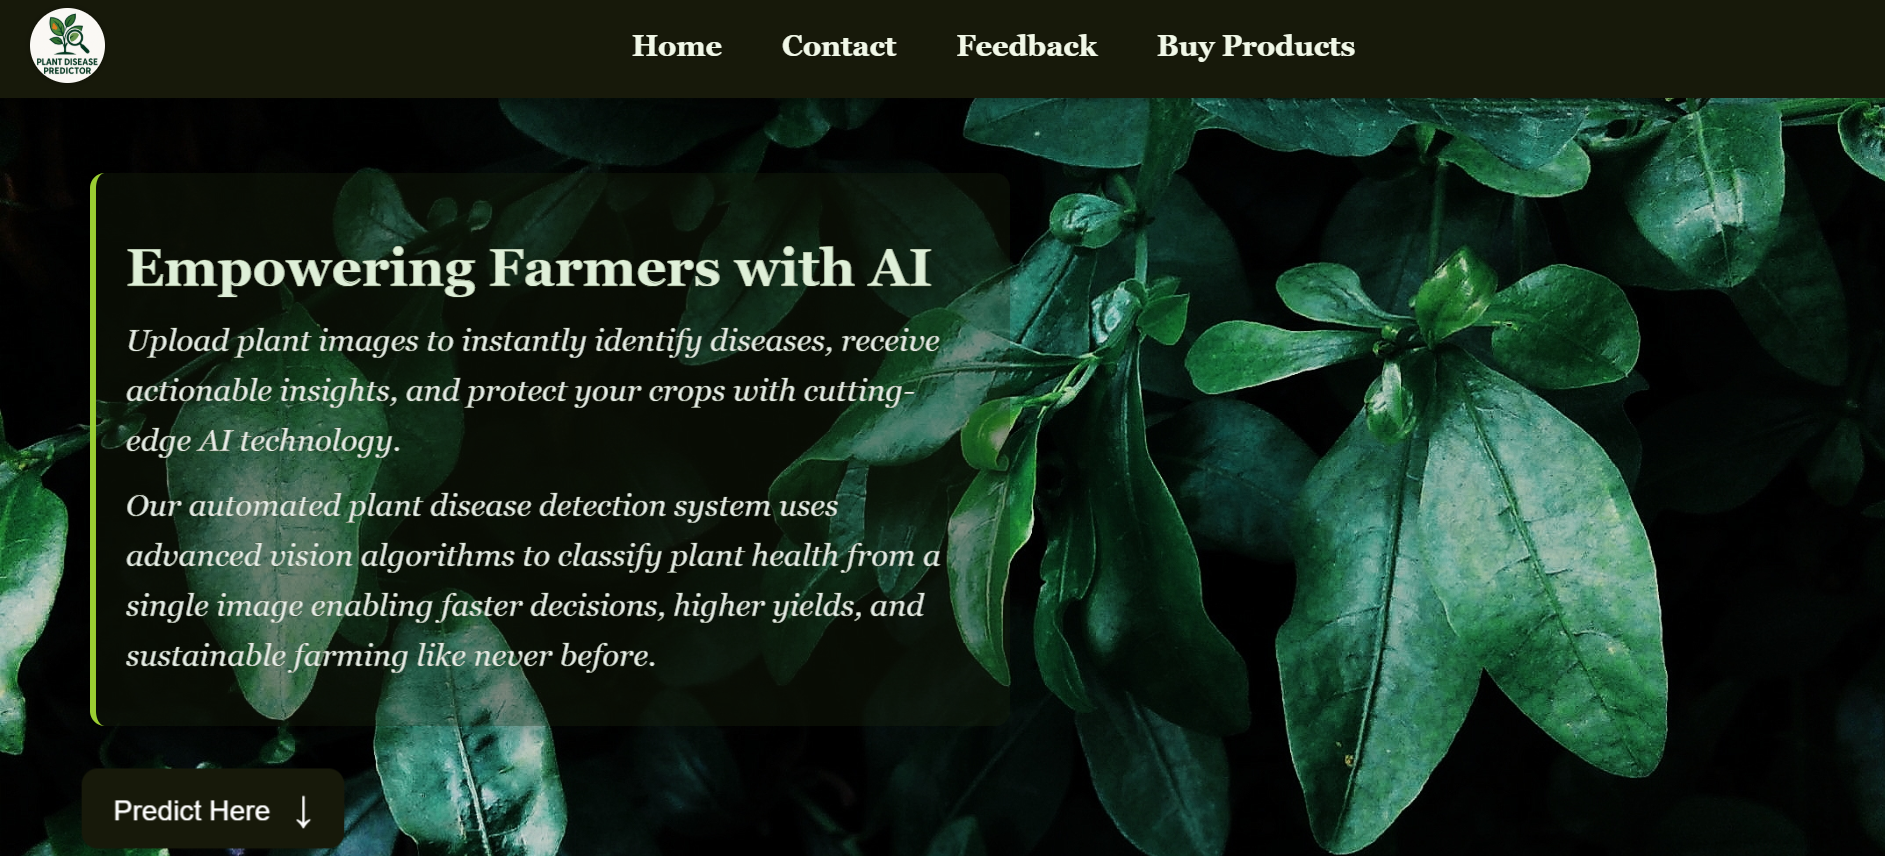 PLANT DISEASE
PREDICTOR
Home Contact Feedback Buy Products
Empowering Farmers with AI
Upload plant images to instantly identify diseases, receive
actionable insights, and protect your crops with cutting-
edge AI technology.
Our automated plant disease detection system uses
advanced vision algorithms to classify plant health from a
single image enabling faster decisions, higher yields, and
sustainable farming like never before.
Predict Here ↓